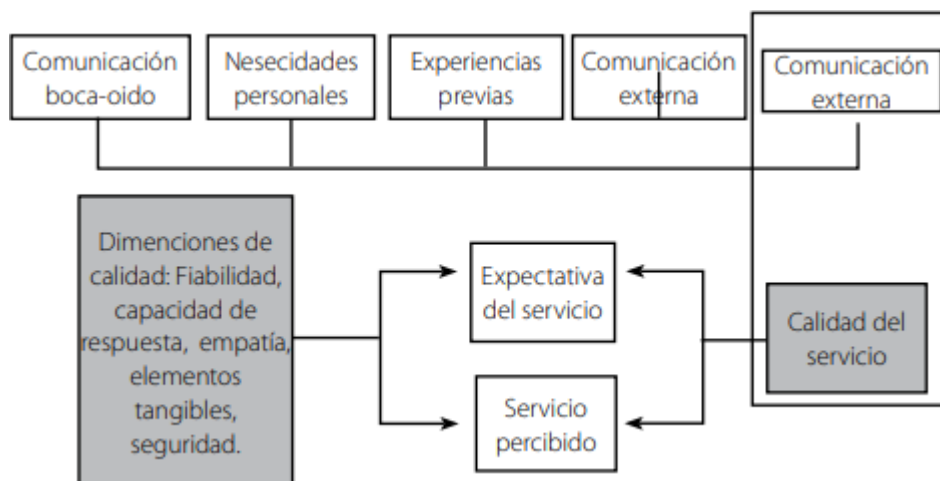 Comunicación
boca-oido
Nesecidades
personales
Experiencias
previas
Comunicación
externa
Comunicación
externa
Dimenciones de
calidad: Fiabilidad,
capacidad de
respuesta, empatía,
elementos
tangibles,
seguridad.
Expectativa
del servicio
Servicio
percibido
Calidad del
servicio